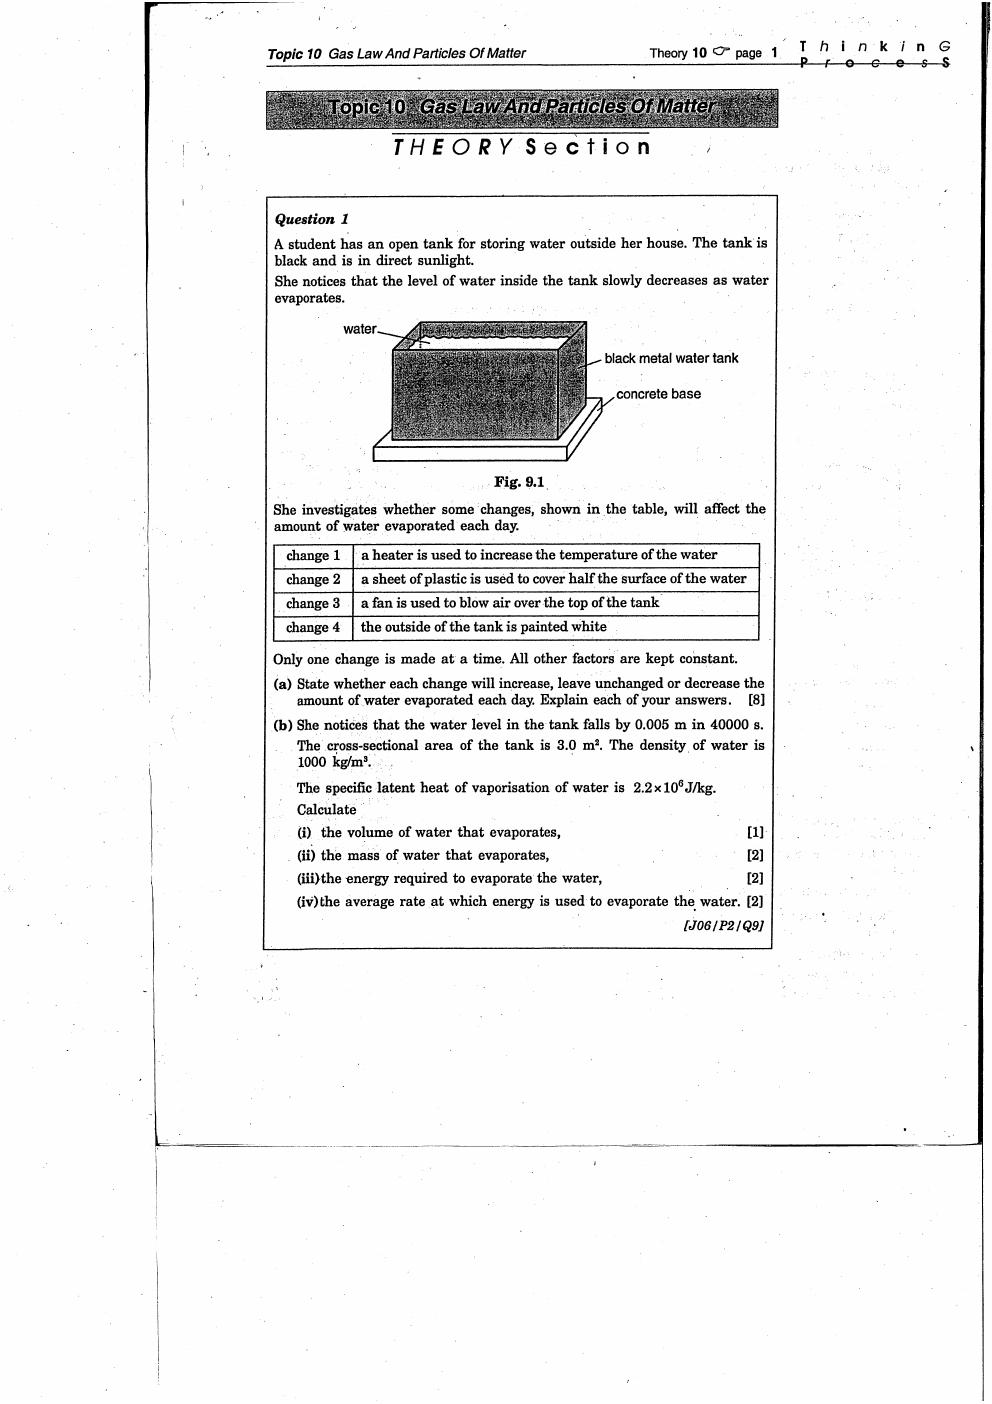 Topic 10 Gas Law And Particles Of Matter Theory 10 ☞ page 1 ThinkinG
ProcesS
Topic 10 Gas Law And Particles Of Matter
THEORY Section
Question 1
A student has an open tank for storing water outside her house. The tank is
black and is in direct sunlight.
She notices that the level of water inside the tank slowly decreases as water
evaporates.
water
black metal water tank
concrete base
Fig. 9.1
She investigates whether some changes, shown in the table, will affect the
amount of water evaporated each day.
change 1 a heater is used to increase the temperature of the water
change 2 a sheet of plastic is used to cover half the surface of the water
change 3 a fan is used to blow air over the top of the tank
change 4 the outside of the tank is painted white
Only one change is made at a time. All other factors are kept constant.
(a) State whether each change will increase, leave unchanged or decrease the
amount of water evaporated each day. Explain each of your answers. [8]
(b) She notices that the water level in the tank falls by 0.005 m in 40000 s.
The cross-sectional area of the tank is 3.0 m². The density of water is
1000 kg/m³.
The specific latent heat of vaporisation of water is 2.2×10⁶J/kg.
Calculate
(i) the volume of water that evaporates, [1]
(ii) the mass of water that evaporates, [2]
(iii)the energy required to evaporate the water, [2]
(iv)the average rate at which energy is used to evaporate the water. [2]
[J06/P2/Q9]